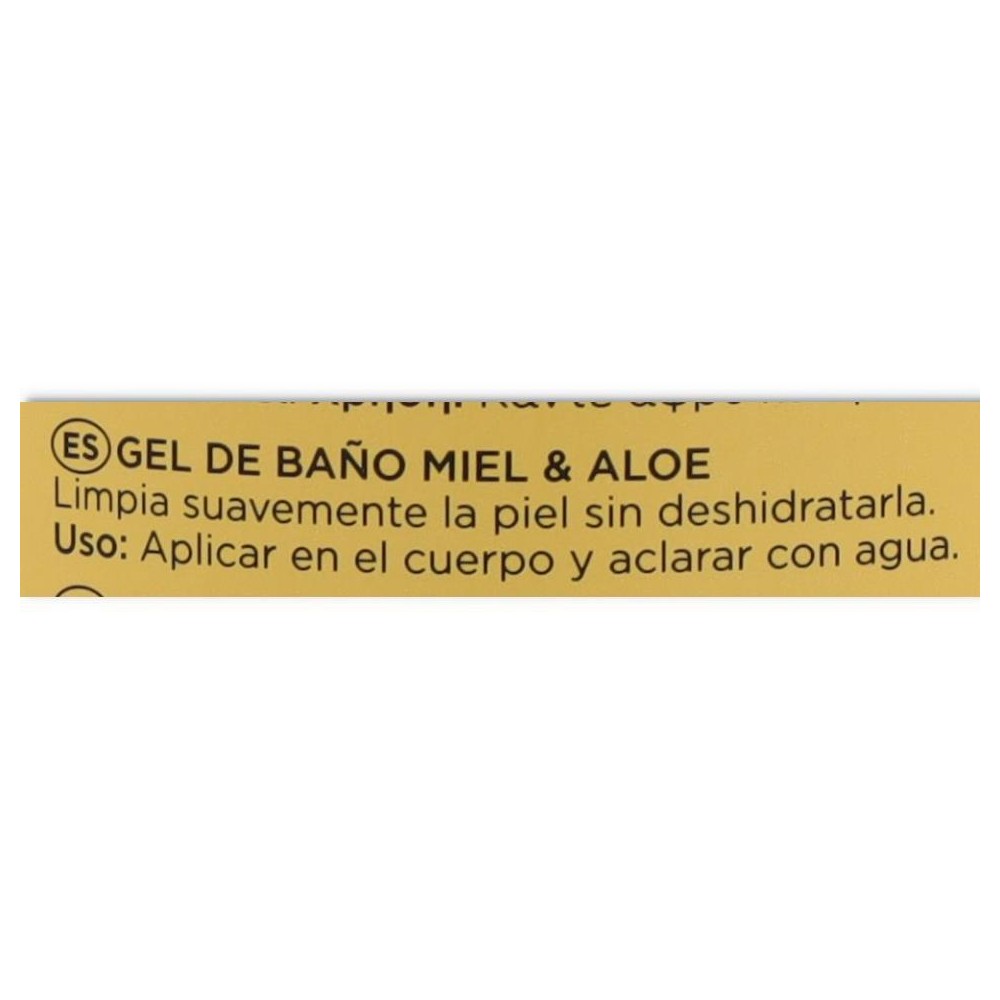 ES GEL DE BAÑO MIEL & ALOE
Limpia suavemente la piel sin deshidratarla.
Uso: Aplicar en el cuerpo y aclarar con agua.